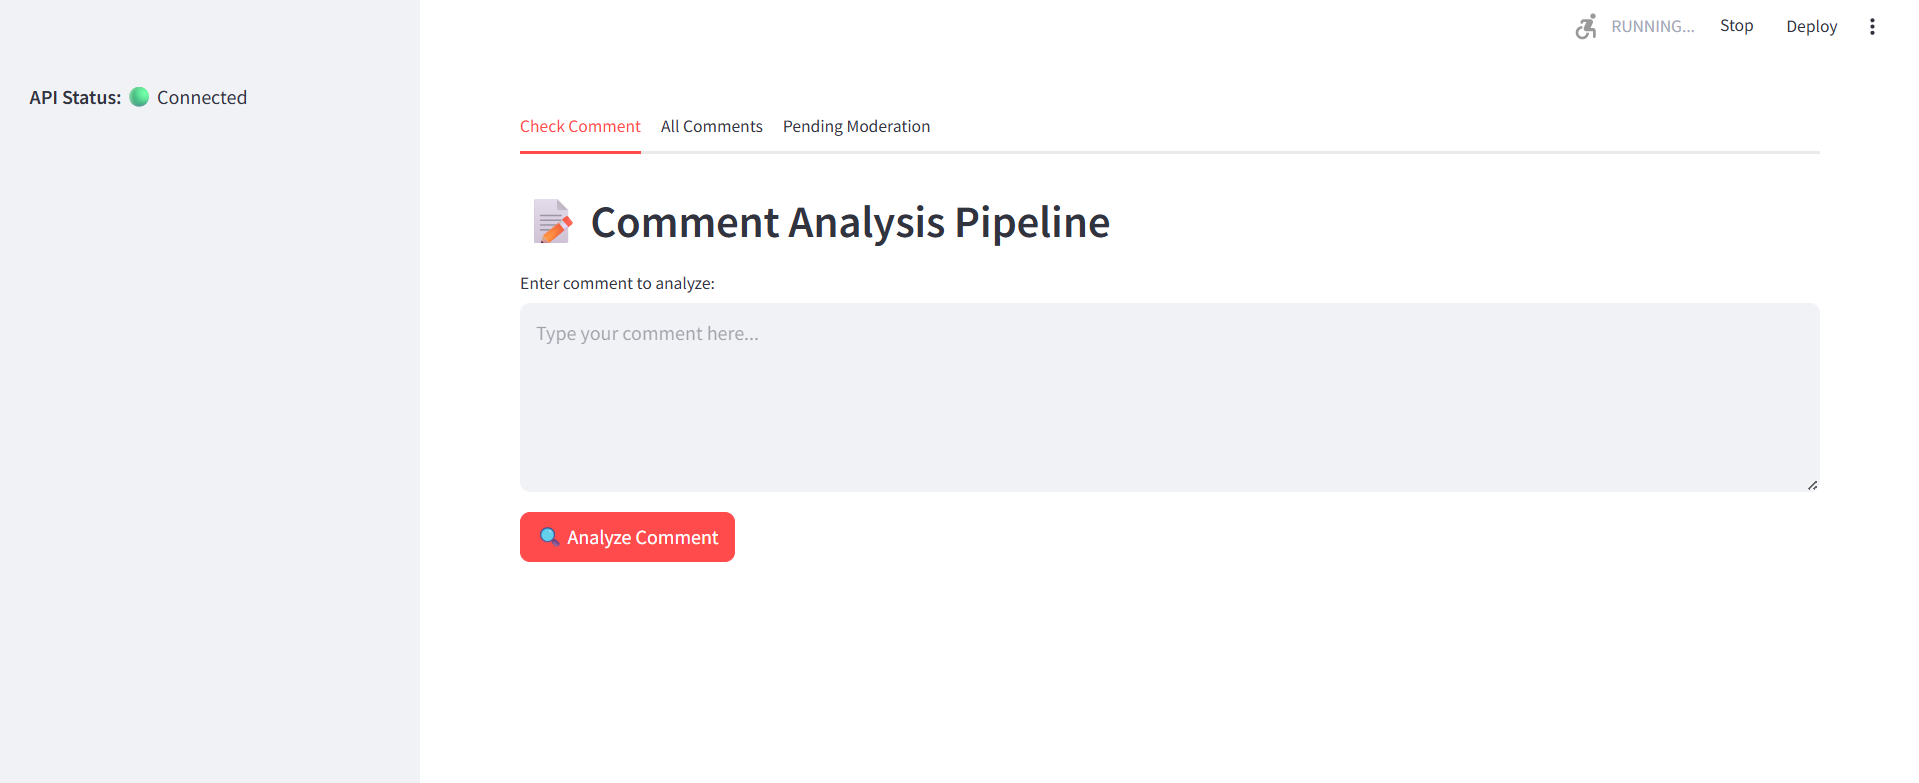 RUNNING...
Stop
Deploy
API Status: Connected
Check Comment
All Comments
Pending Moderation
Comment Analysis Pipeline
Enter comment to analyze:
Type your comment here...
Analyze Comment